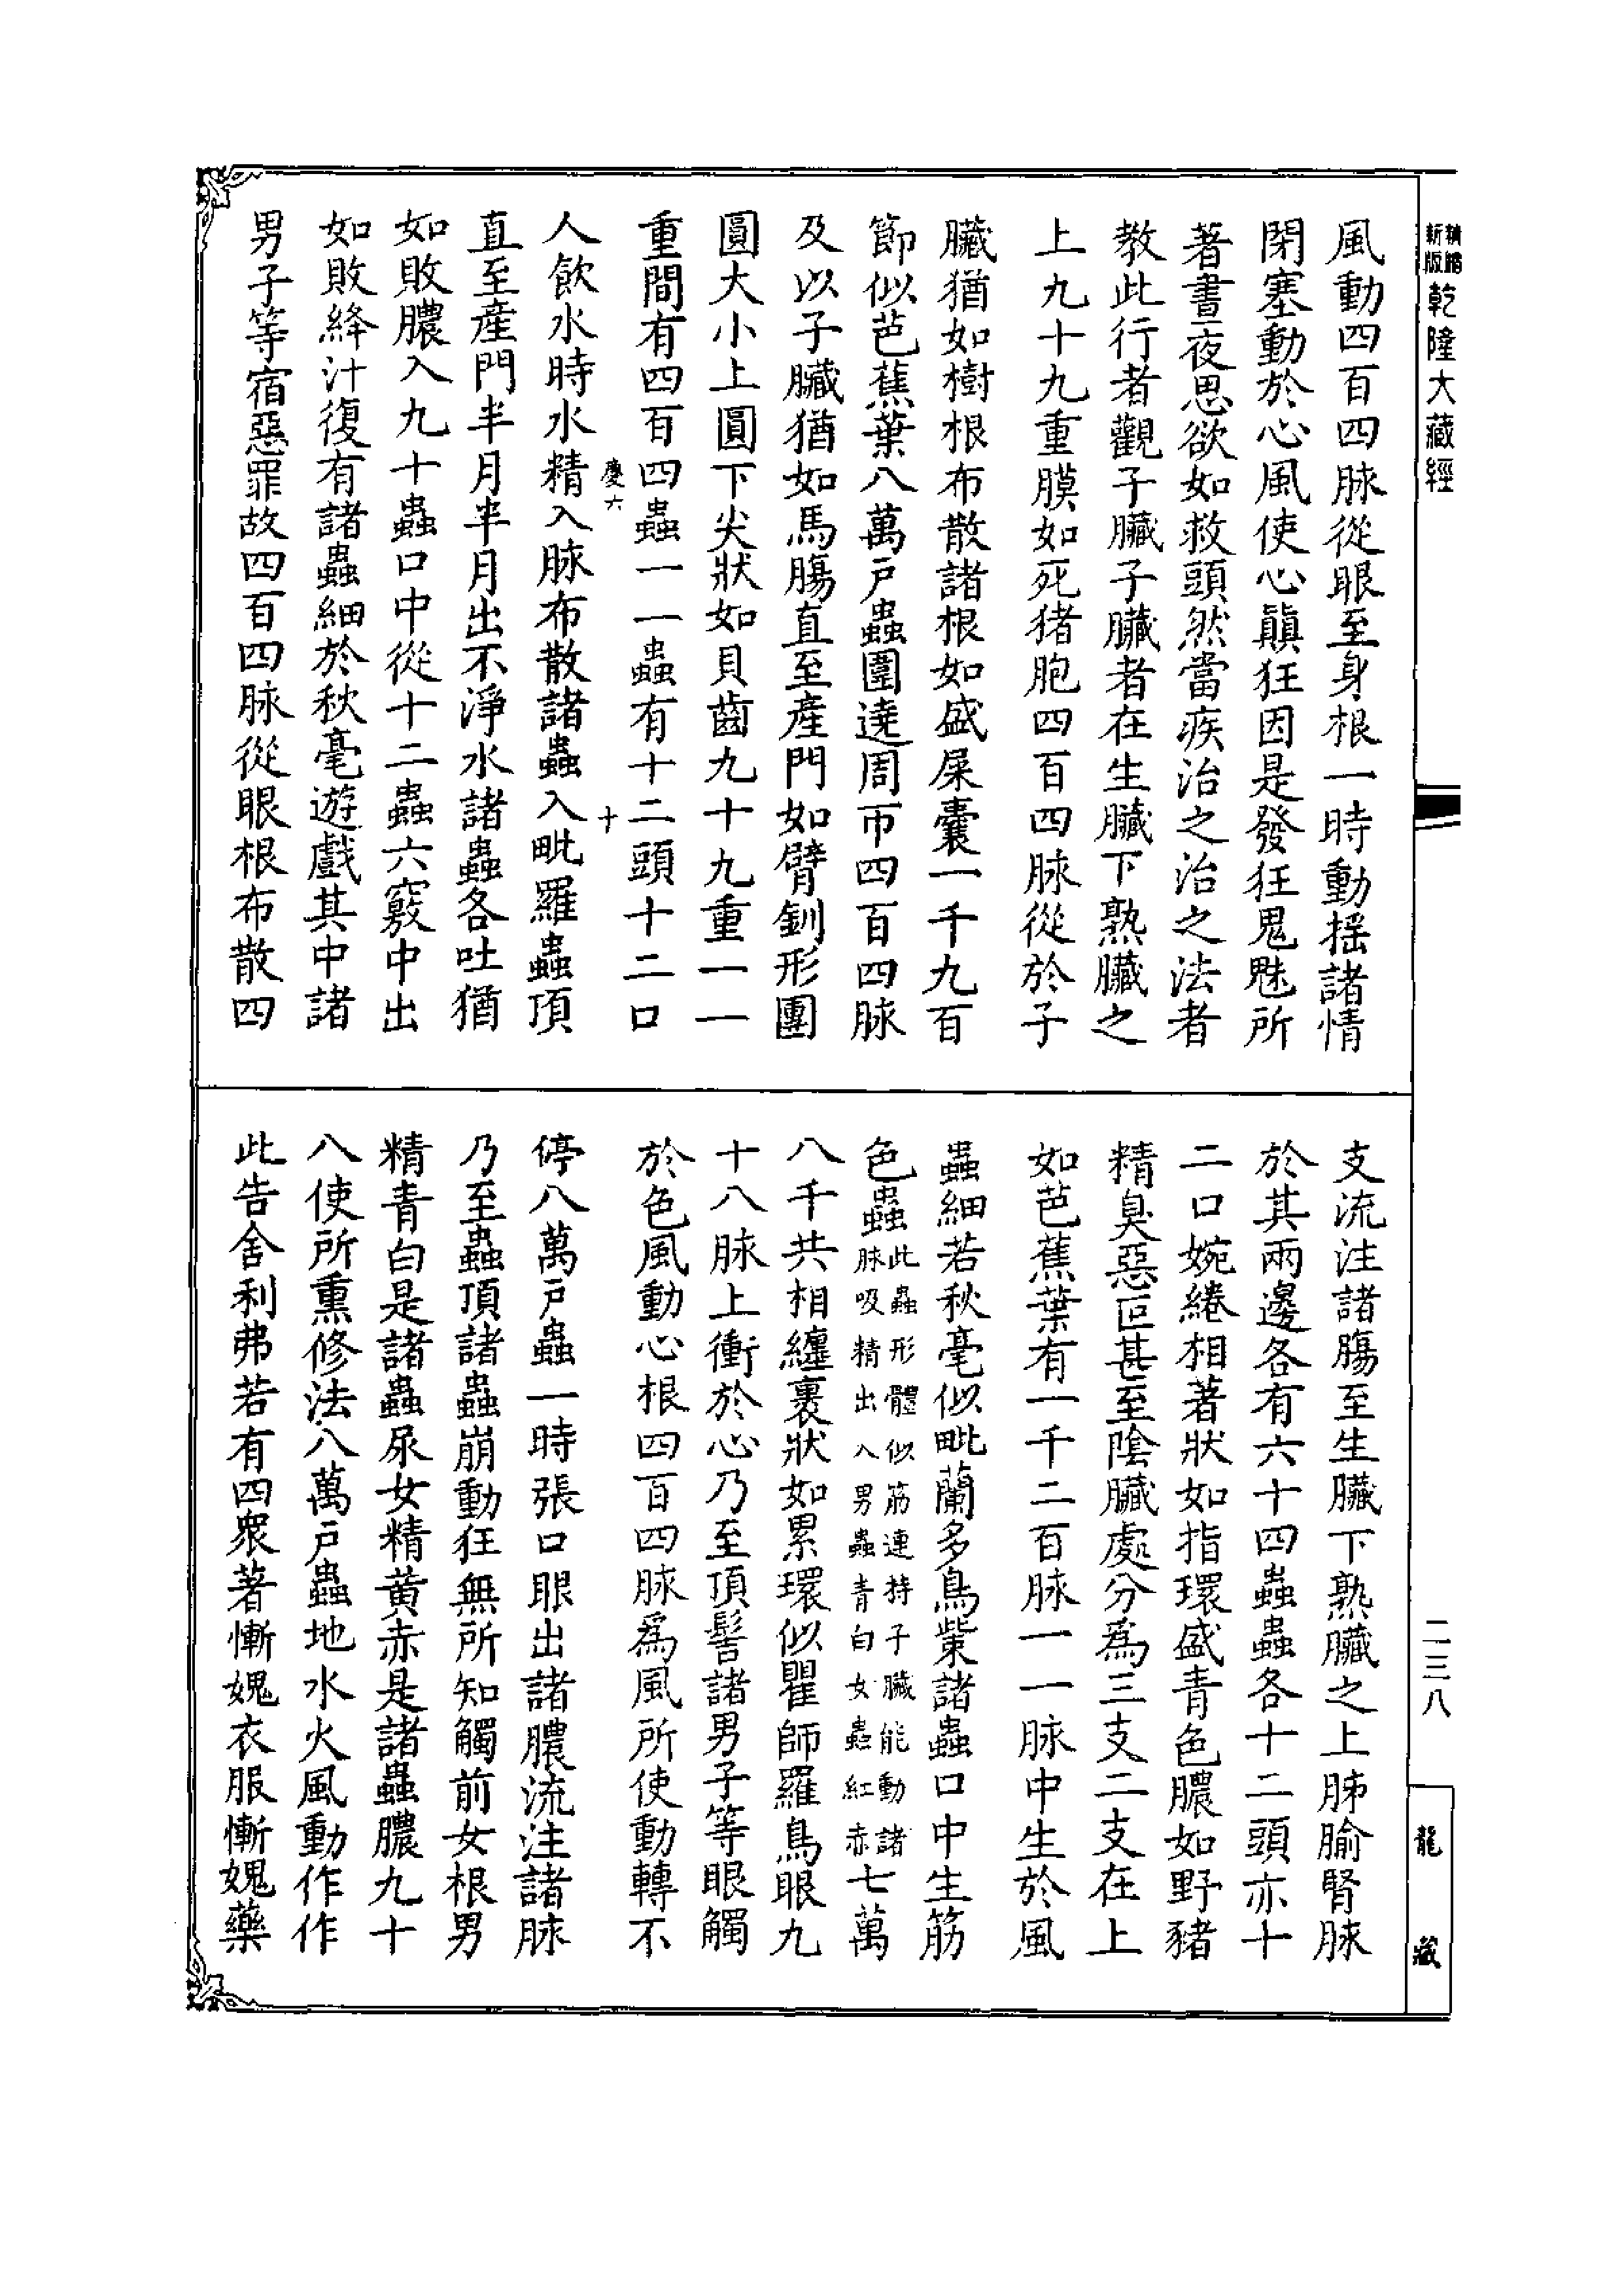 新版
精縮
乾隆大藏經
風動四百四脉從眼至身根一時動搖諸情
閉塞動於心風使心顚狂因是發狂鬼魅所
著晝夜思欲如救頭然當疾治之治之法者
教此行者觀子臟子臟者在生臟下熟臟之
上九十九重膜如死猪胞四百四脉從於子
臟猶如樹根布散諸根如盛屎囊一千九百
節似芭蕉葉八萬戶蟲圍遶周帀四百四脉
及以子臟猶如馬腸直至產門如臂釧形團
圓大小上圓下尖狀如貝齒九十九重一一
重間有四百四蟲一一蟲有十二頭十二口
慶六
十
人飲水時水精入脉布散諸蟲入毗羅蟲頂
直至產門半月半月出不淨水諸蟲各吐猶
如敗膿入九十蟲口中從十二蟲六竅中出
如敗絳汁復有諸蟲細於秋毫遊戲其中諸
男子等宿惡罪故四百四脉從眼根布散四
支流注諸腸至生臟下熟臟之上肺腧腎脉
於其兩邊各有六十四蟲蟲各十二頭亦十
二口婉綣相著狀如指環盛青色膿如野豬
精臭惡叵甚至陰臟處分爲三支二支在上
如芭蕉葉有一千二百脉一一脉中生於風
蟲細若秋毫似毗蘭多鳥觜諸蟲口中生筋
色蟲此蟲形體似筋連持子臟能動諸脉吸精出入男蟲青白女蟲紅赤七萬
八千共相纏裹狀如累環似瞿師羅鳥眼九
十八脉上衝於心乃至頂髻諸男子等眼觸
於色風動心根四百四脉爲風所使動轉不
停八萬戶蟲一時張口眼出諸膿流注諸脉
乃至蟲頂諸蟲崩動狂無所知觸前女根男
精青白是諸蟲尿女精黃赤是諸蟲膿九十
八使所熏修法八萬戶蟲地水火風動作作
此告舍利弗若有四衆著慚媿衣服慚媿藥
二三八
龍藏